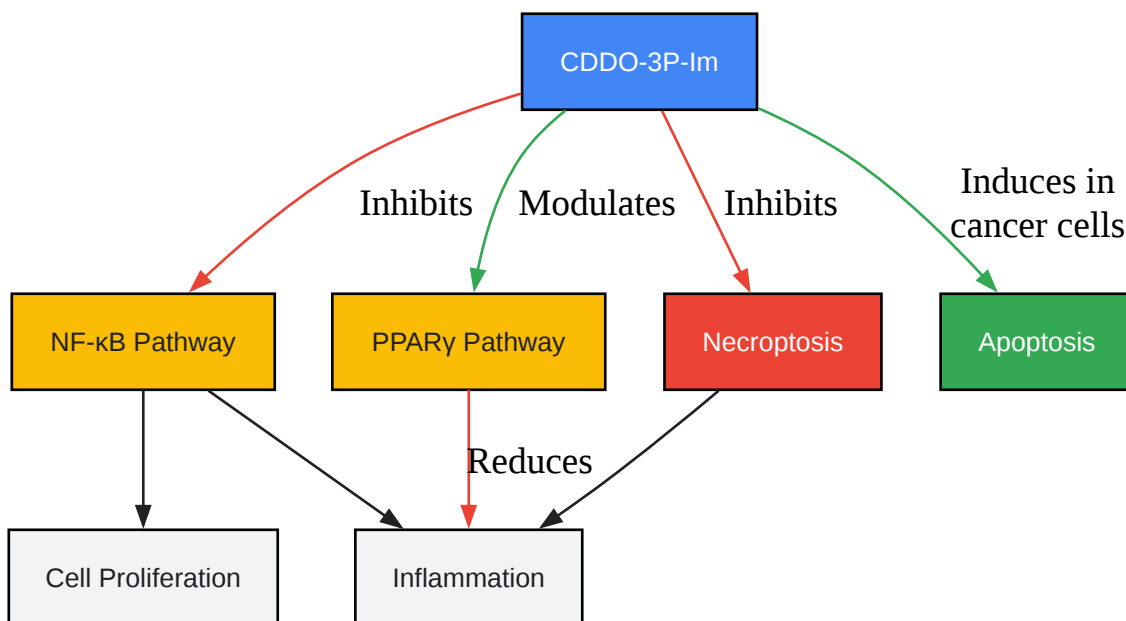 CDDO-3P-Im
Inhibits
Modulates
Inhibits
Induces in
cancer cells
NF-κB Pathway
PPARγ Pathway
Necroptosis
Apoptosis
Reduces
Cell Proliferation
Inflammation